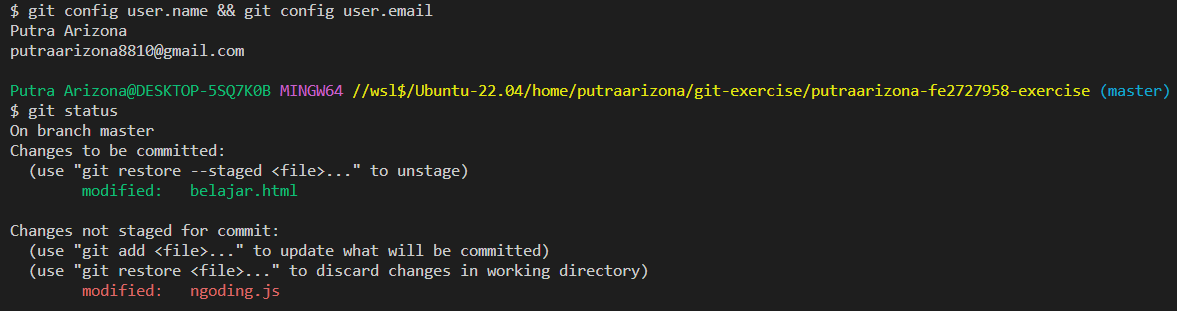 $ git config user.name && git config user.email
Putra Arizona
putraarizona8810@gmail.com
Putra Arizona@DESKTOP-5SQ7K0B MINGW64 //wsl$/Ubuntu-22.04/home/putraarizona/git-exercise/putraarizona-fe2727958-exercise (master)
$ git status
On branch master
Changes to be committed:
  (use "git restore --staged <file>..." to unstage)
        modified:   belajar.html
Changes not staged for commit:
  (use "git add <file>..." to update what will be committed)
  (use "git restore <file>..." to discard changes in working directory)
        modified:   ngoding.js